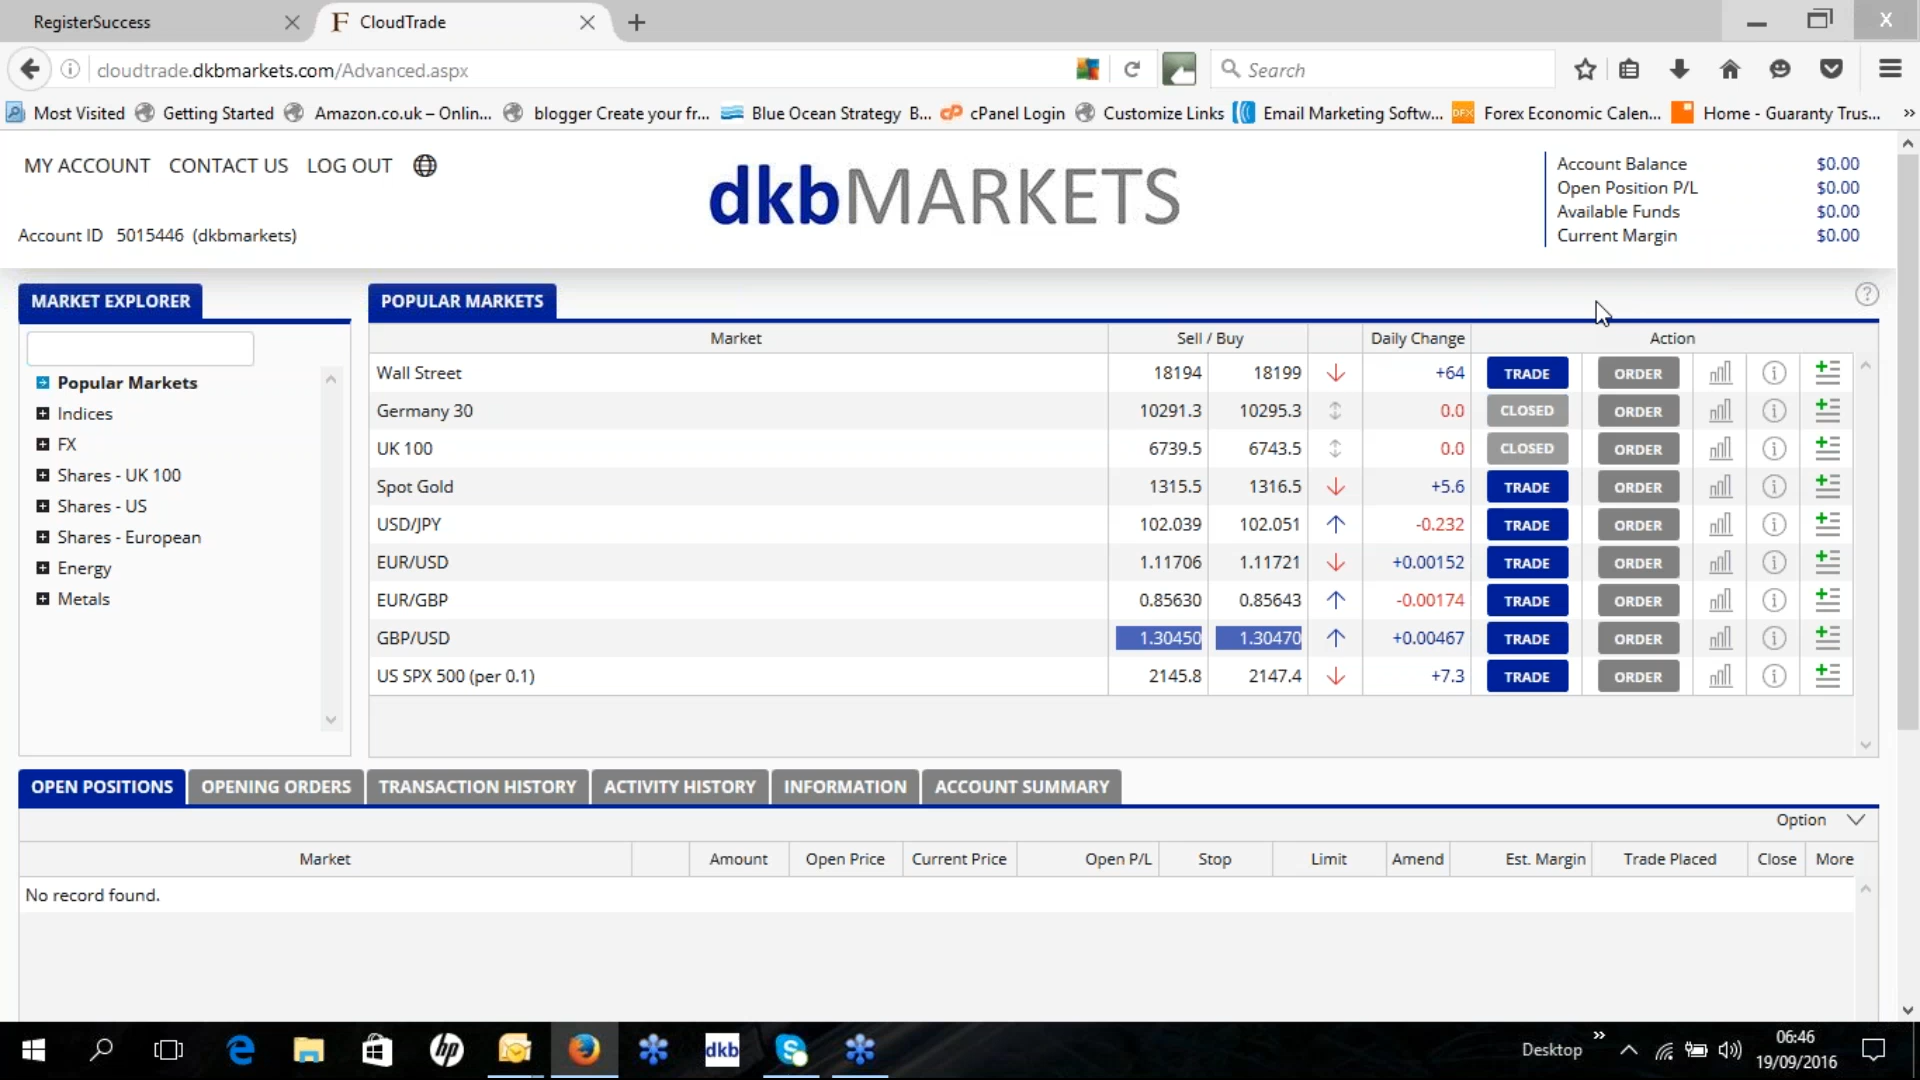 RegisterSuccess
F CloudTrade
cloudtrade.dkbmarkets.com/Advanced.aspx
Search
Most Visited Getting Started Amazon.co.uk – Onlin... blogger Create your fr... Blue Ocean Strategy B... cP cPanel Login Customize Links Email Marketing Softw... DFX Forex Economic Calen... Home - Guaranty Trus... »
MY ACCOUNT CONTACT US LOG OUT
Account ID 5015446 (dkbmarkets)
dkbMARKETS
Account Balance $0.00
Open Position P/L $0.00
Available Funds $0.00
Current Margin $0.00
MARKET EXPLORER
Popular Markets
Indices
FX
Shares - UK 100
Shares - US
Shares - European
Energy
Metals
POPULAR MARKETS
?
Market Sell / Buy Daily Change Action
Wall Street 18194 18199 +64 TRADE ORDER
Germany 30 10291.3 10295.3 0.0 CLOSED ORDER
UK 100 6739.5 6743.5 0.0 CLOSED ORDER
Spot Gold 1315.5 1316.5 +5.6 TRADE ORDER
USD/JPY 102.039 102.051 -0.232 TRADE ORDER
EUR/USD 1.11706 1.11721 +0.00152 TRADE ORDER
EUR/GBP 0.85630 0.85643 -0.00174 TRADE ORDER
GBP/USD 1.30450 1.30470 +0.00467 TRADE ORDER
US SPX 500 (per 0.1) 2145.8 2147.4 +7.3 TRADE ORDER
OPEN POSITIONS OPENING ORDERS TRANSACTION HISTORY ACTIVITY HISTORY INFORMATION ACCOUNT SUMMARY
Option
Market Amount Open Price Current Price Open P/L Stop Limit Amend Est. Margin Trade Placed Close More
No record found.
hp
dkb
Desktop »
06:46
19/09/2016